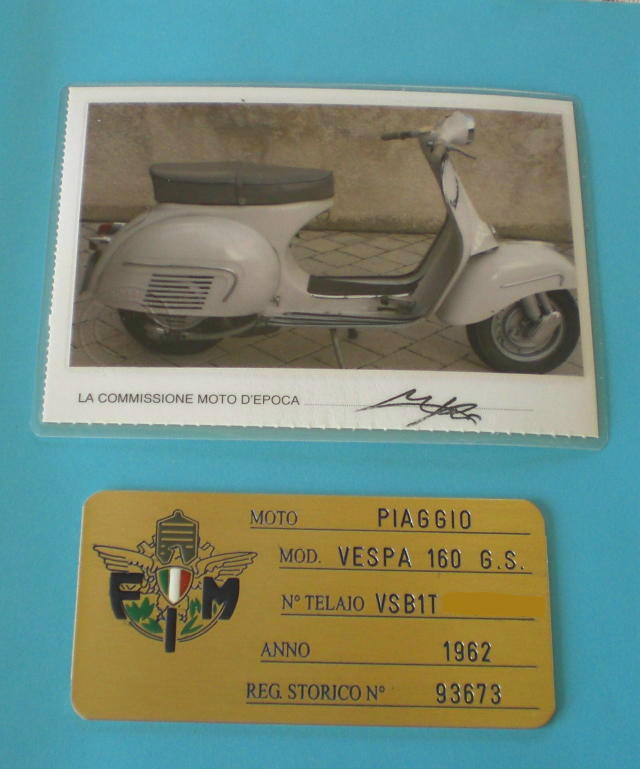 LA COMMISSIONE MOTO D'EPOCA
MOTO PIAGGIO
MOD. VESPA 160 G.S.
N° TELAIO VSB1T
ANNO 1962
REG. STORICO N° 93673
FMI